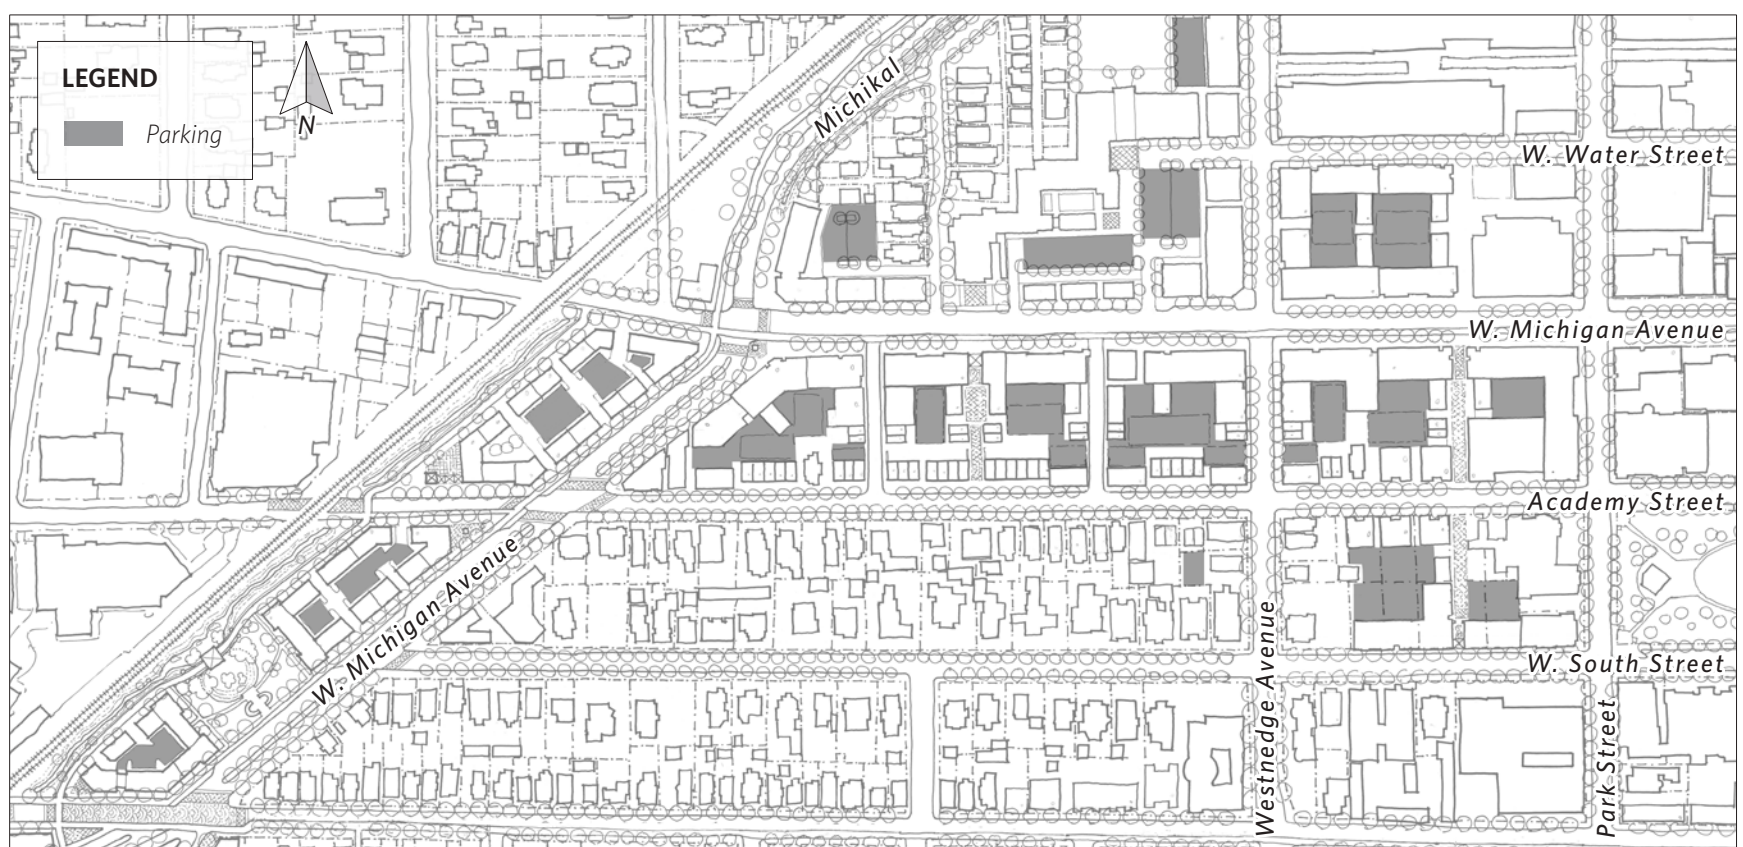 LEGEND
Parking
N
Michikal
W. Water Street
W. Michigan Avenue
Academy Street
W. Michigan Avenue
W. South Street
Westnedge Avenue
Park Street